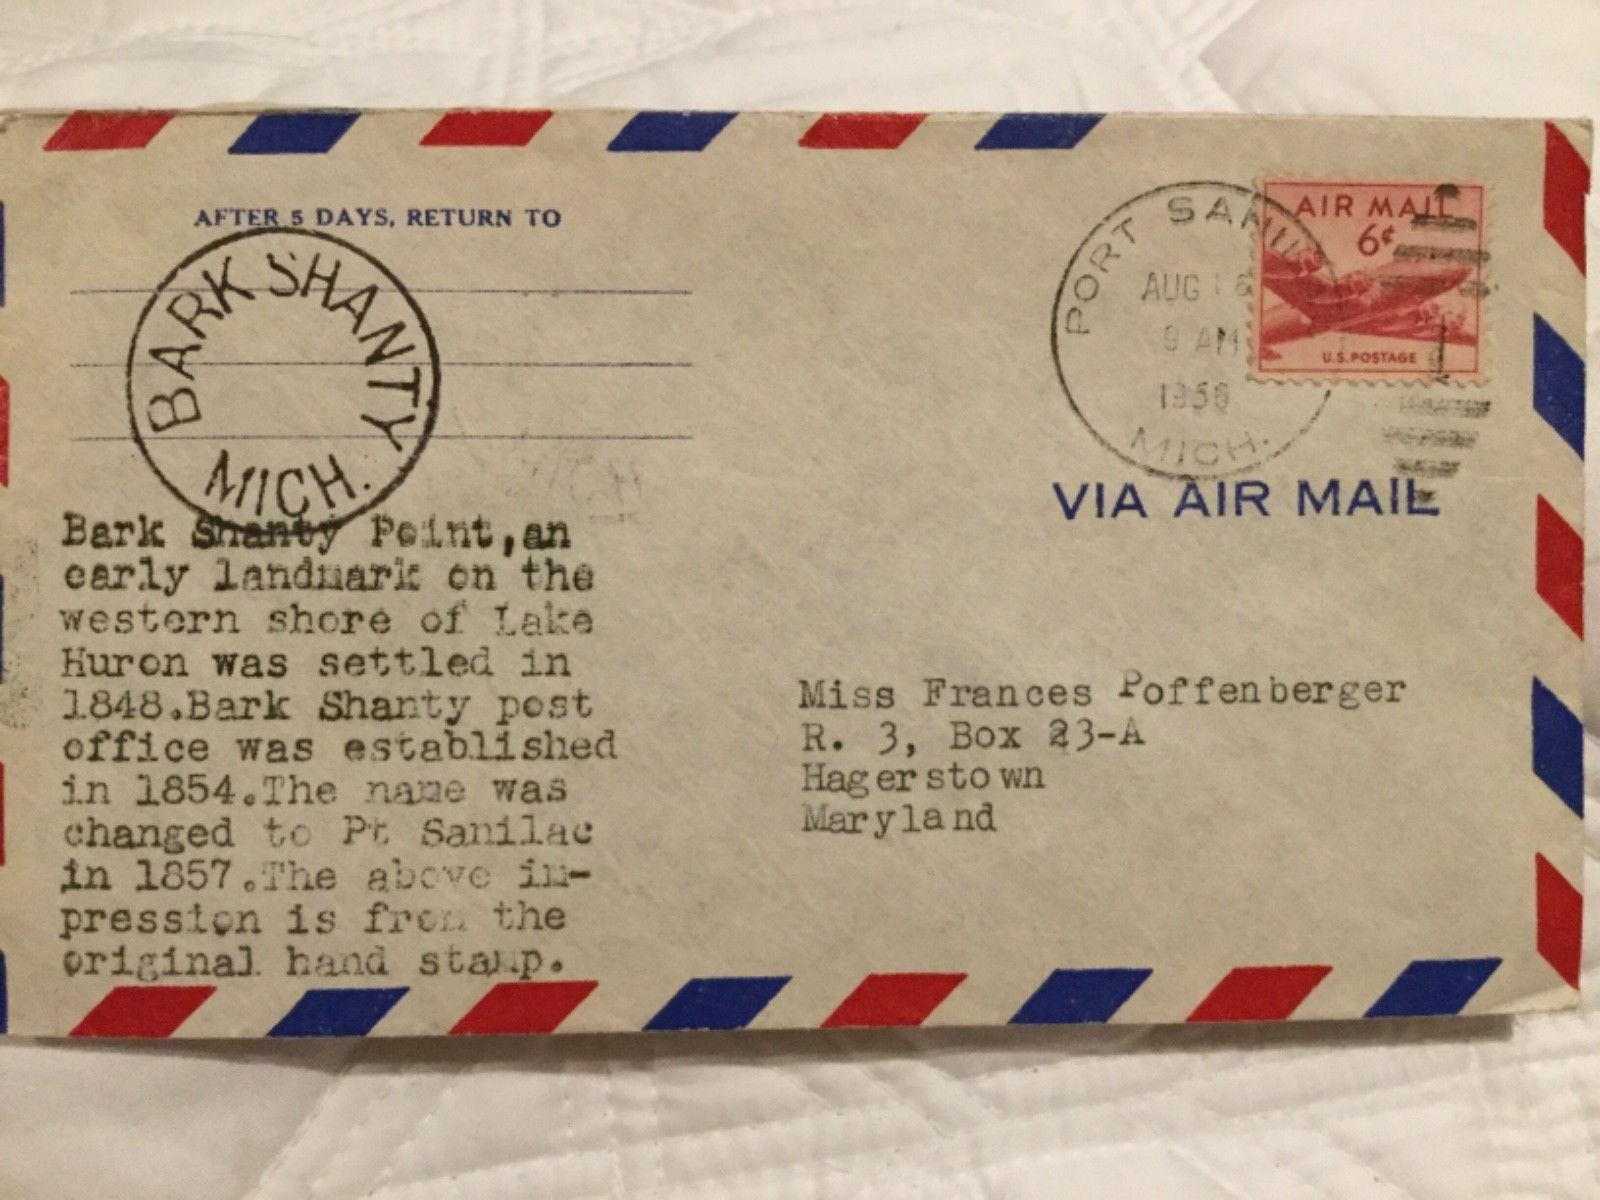 AFTER 5 DAYS, RETURN TO
BARK SHANTY
MICH.
Bark Shanty Point, an
early landmark on the
western shore of Lake
Huron was settled in
1848.Bark Shanty post
office was established
in 1854.The name was
changed to Pt Sanilac
in 1857.The above im-
pression is from the
original hand stamp.
PORT
AUG
9 AM
1956
MICH.
AIR MAIL
6¢
U.S. POSTAGE
VIA AIR MAIL
Miss Frances Poffenberger
R. 3, Box 23-A
Hagerstown
Maryland